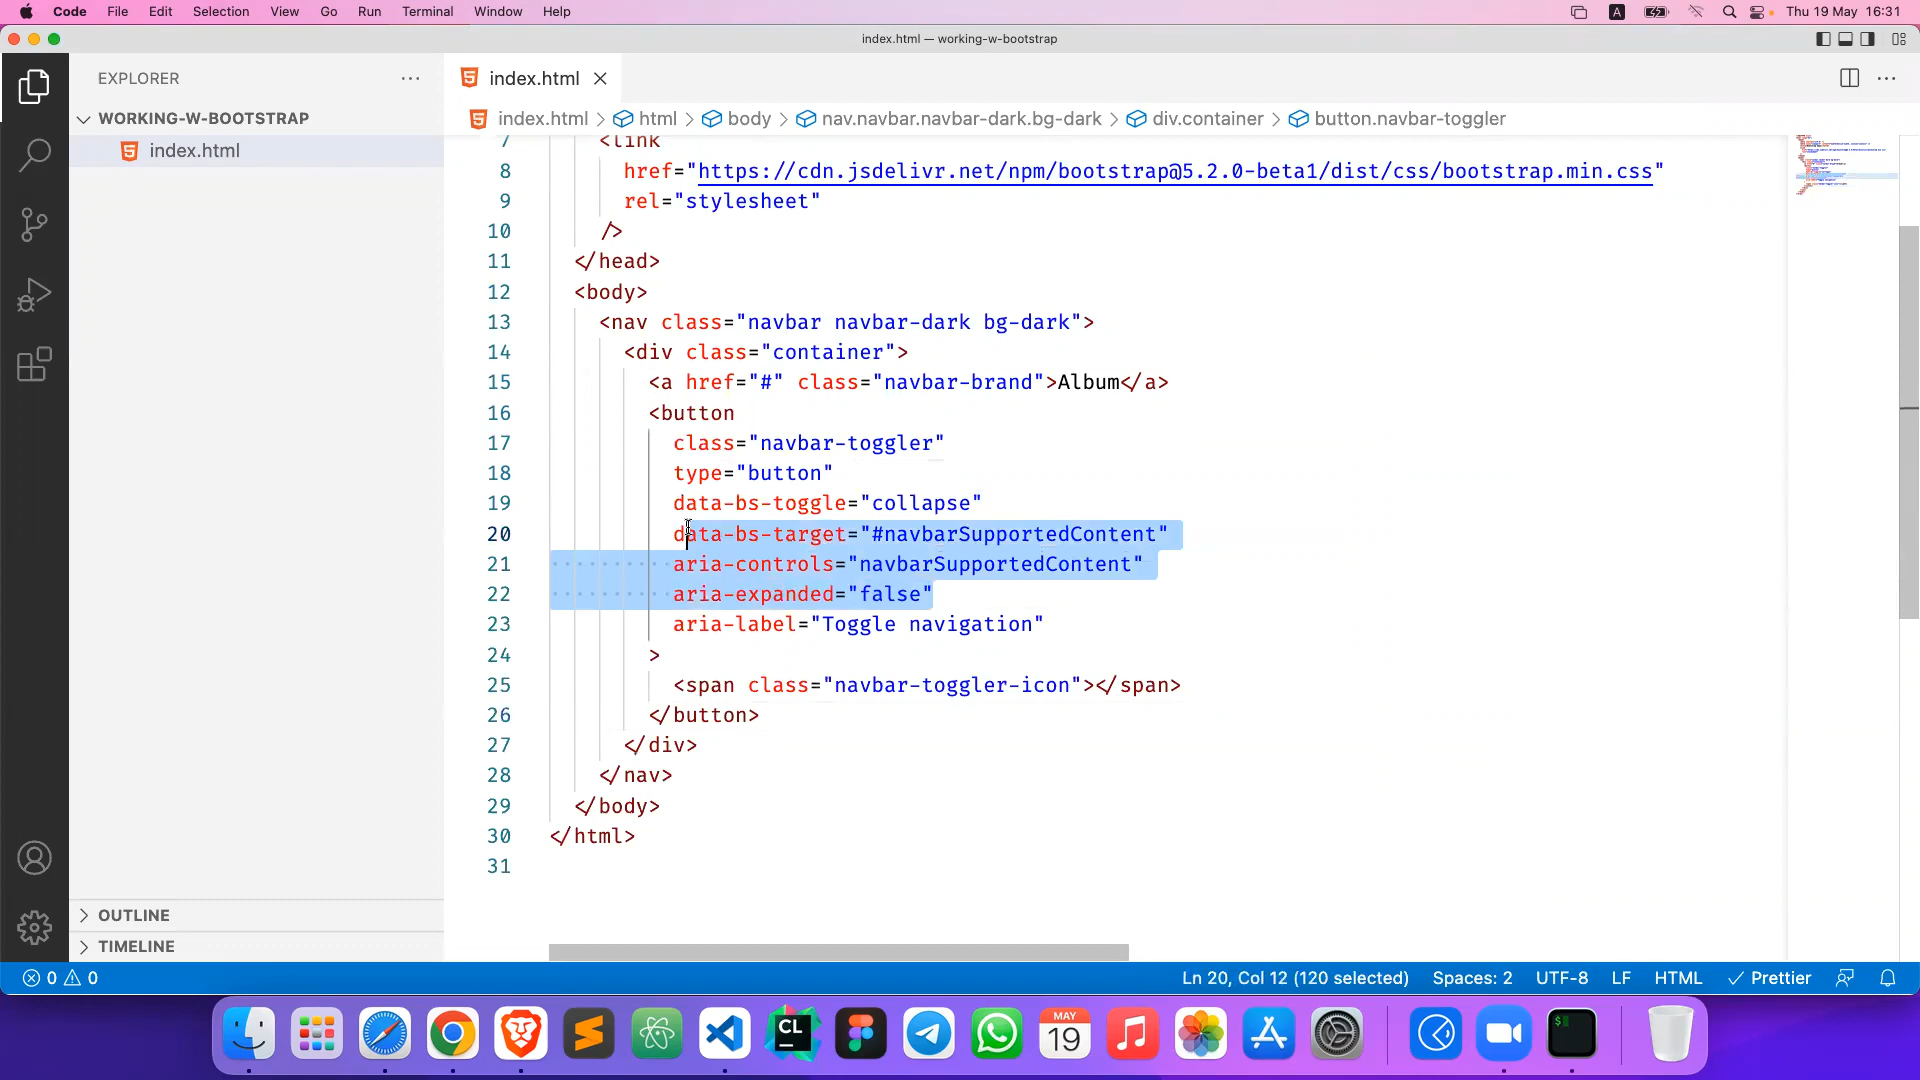 Code File Edit Selection View Go Run Terminal Window Help A Thu 19 May 16:31
index.html — working-w-bootstrap
EXPLORER
index.html
index.html > html > body > nav.navbar.navbar-dark.bg-dark > div.container > button.navbar-toggler
WORKING-W-BOOTSTRAP
index.html
7 <link
8 href="https://cdn.jsdelivr.net/npm/bootstrap@5.2.0-beta1/dist/css/bootstrap.min.css"
9 rel="stylesheet"
10 />
11 </head>
12 <body>
13 <nav class="navbar navbar-dark bg-dark">
14 <div class="container">
15 <a href="#" class="navbar-brand">Album</a>
16 <button
17 class="navbar-toggler"
18 type="button"
19 data-bs-toggle="collapse"
20 data-bs-target="#navbarSupportedContent"
21 aria-controls="navbarSupportedContent"
22 aria-expanded="false"
23 aria-label="Toggle navigation"
24 >
25 <span class="navbar-toggler-icon"></span>
26 </button>
27 </div>
28 </nav>
29 </body>
30 </html>
31
OUTLINE
TIMELINE
0 0 Ln 20, Col 12 (120 selected) Spaces: 2 UTF-8 LF HTML Prettier
CL
MAY
19
$